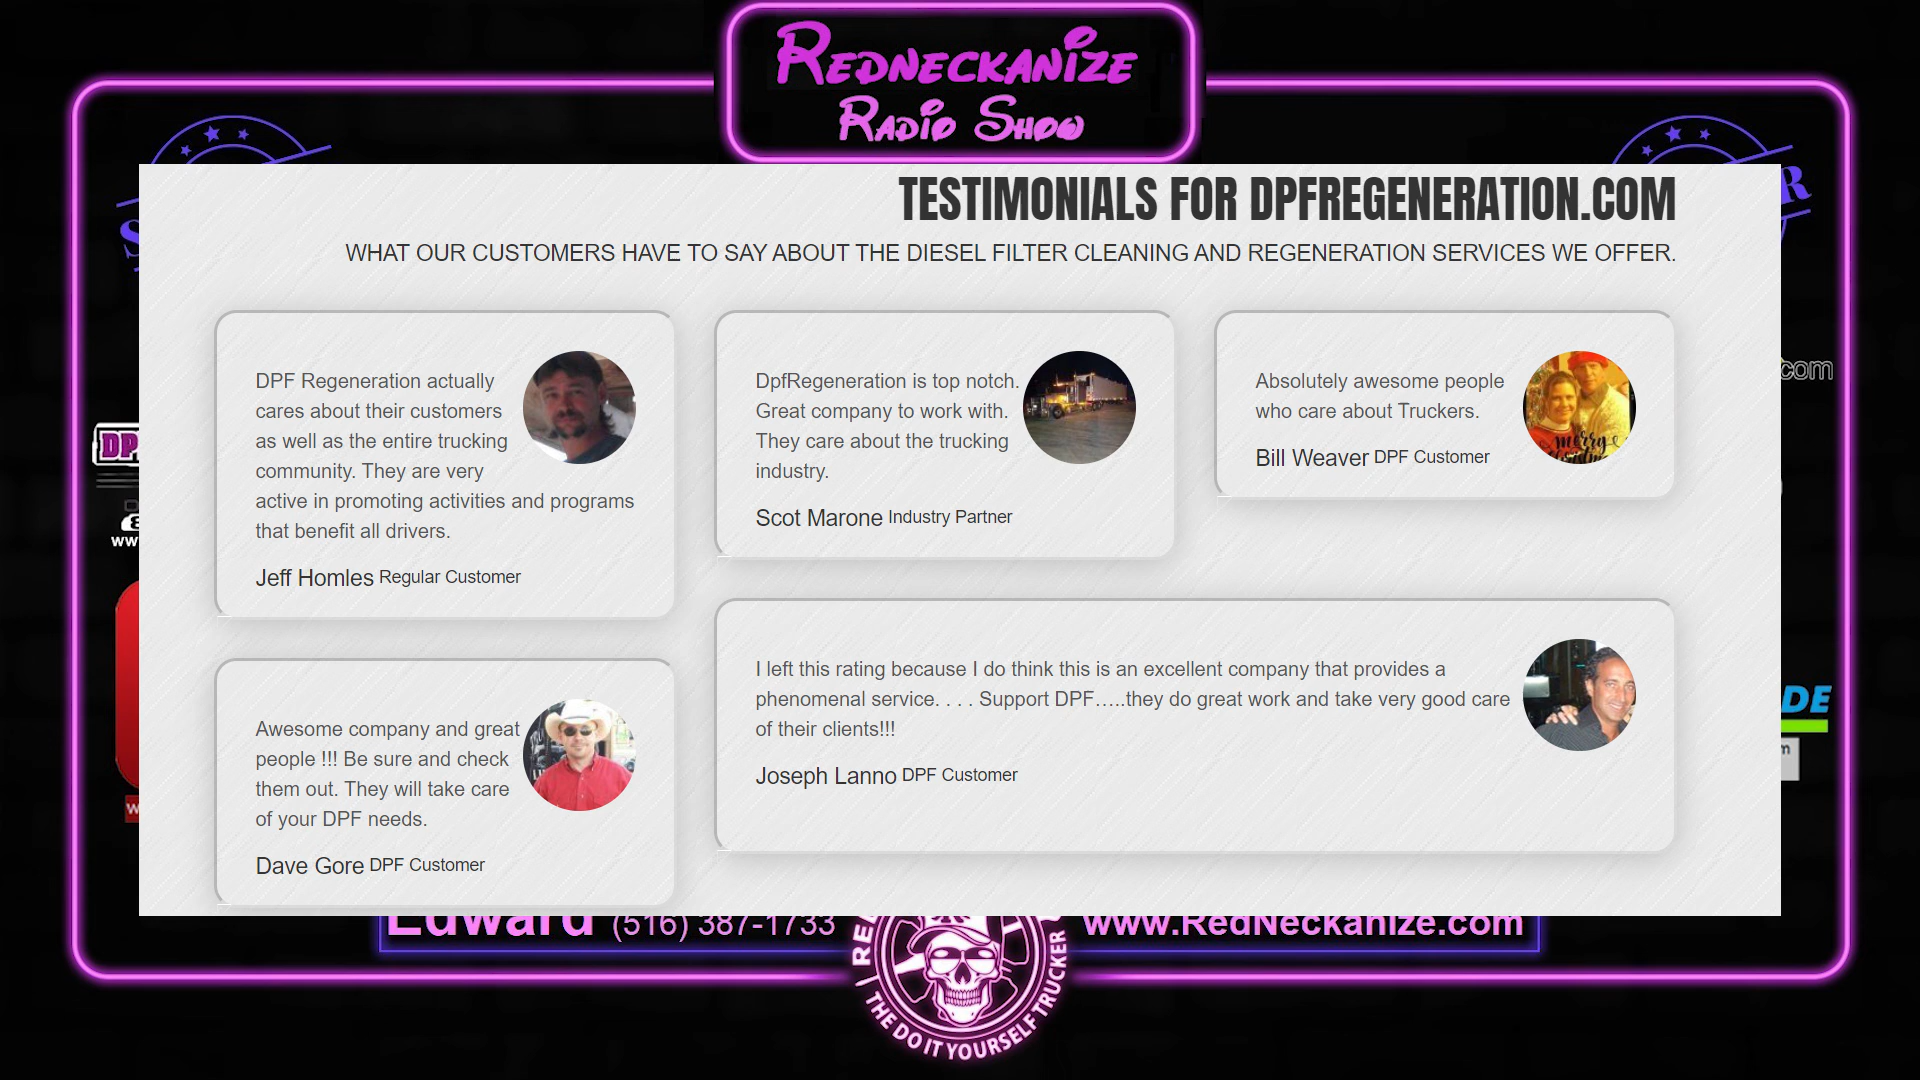 REDNECKANIZE
RADIO SHOW
TESTIMONIALS FOR DPFREGENERATION.COM
WHAT OUR CUSTOMERS HAVE TO SAY ABOUT THE DIESEL FILTER CLEANING AND REGENERATION SERVICES WE OFFER.
DPF Regeneration actually
cares about their customers
as well as the entire trucking
community. They are very
active in promoting activities and programs
that benefit all drivers.
Jeff Homles Regular Customer
DpfRegeneration is top notch.
Great company to work with.
They care about the trucking
industry.
Scot Marone Industry Partner
Absolutely awesome people
who care about Truckers.
Bill Weaver DPF Customer
merry
Awesome company and great
people !!! Be sure and check
them out. They will take care
of your DPF needs.
Dave Gore DPF Customer
I left this rating because I do think this is an excellent company that provides a
phenomenal service. . . . Support DPF…..they do great work and take very good care
of their clients!!!
Joseph Lanno DPF Customer
com
DP
ww
DE
Edward (516) 387-1733
www.RedNeckanize.com
THE DO IT YOURSELF TRUCKER